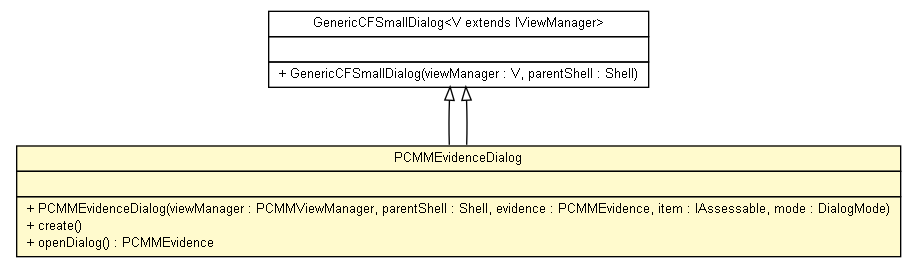 GenericCFSmallDialog<V extends IViewManager>
+ GenericCFSmallDialog(viewManager : V, parentShell : Shell)
PCMMEvidenceDialog
+ PCMMEvidenceDialog(viewManager : PCMMViewManager, parentShell : Shell, evidence : PCMMEvidence, item : IAssessable, mode : DialogMode)
+ create()
+ openDialog() : PCMMEvidence